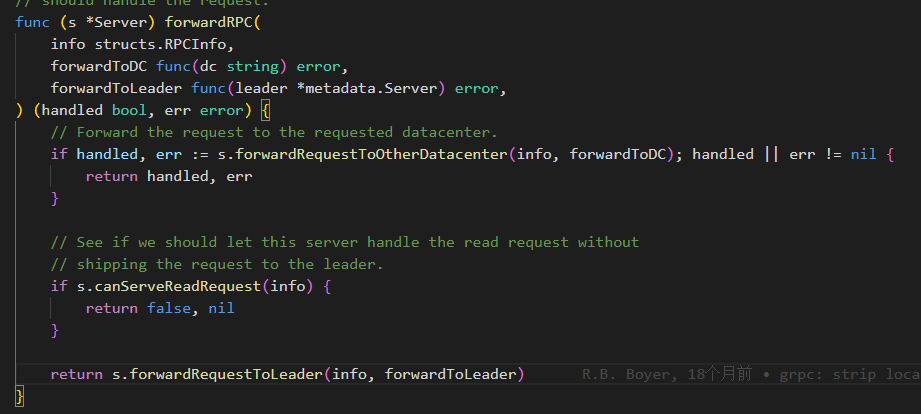 // should handle the request.
func (s *Server) forwardRPC(
    info structs.RPCInfo,
    forwardToDC func(dc string) error,
    forwardToLeader func(leader *metadata.Server) error,
) (handled bool, err error) {
    // Forward the request to the requested datacenter.
    if handled, err := s.forwardRequestToOtherDatacenter(info, forwardToDC); handled || err != nil {
        return handled, err
    }
    // See if we should let this server handle the read request without
    // shipping the request to the leader.
    if s.canServeReadRequest(info) {
        return false, nil
    }
    return s.forwardRequestToLeader(info, forwardToLeader)    R.B. Boyer, 18个月前 • grpc: strip loca
}